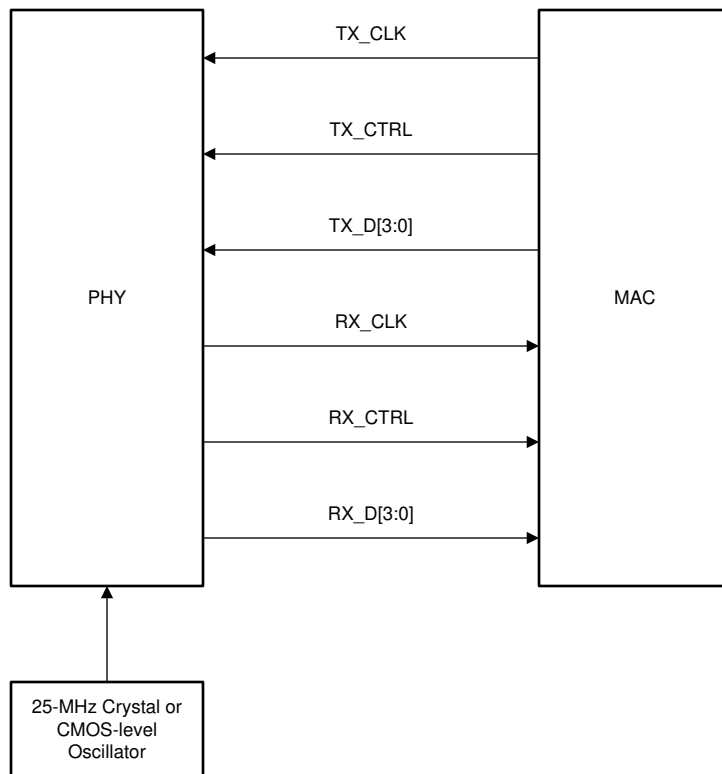 TX_CLK
TX_CTRL
TX_D[3:0]
PHY
MAC
RX_CLK
RX_CTRL
RX_D[3:0]
25-MHz Crystal or
CMOS-level
Oscillator